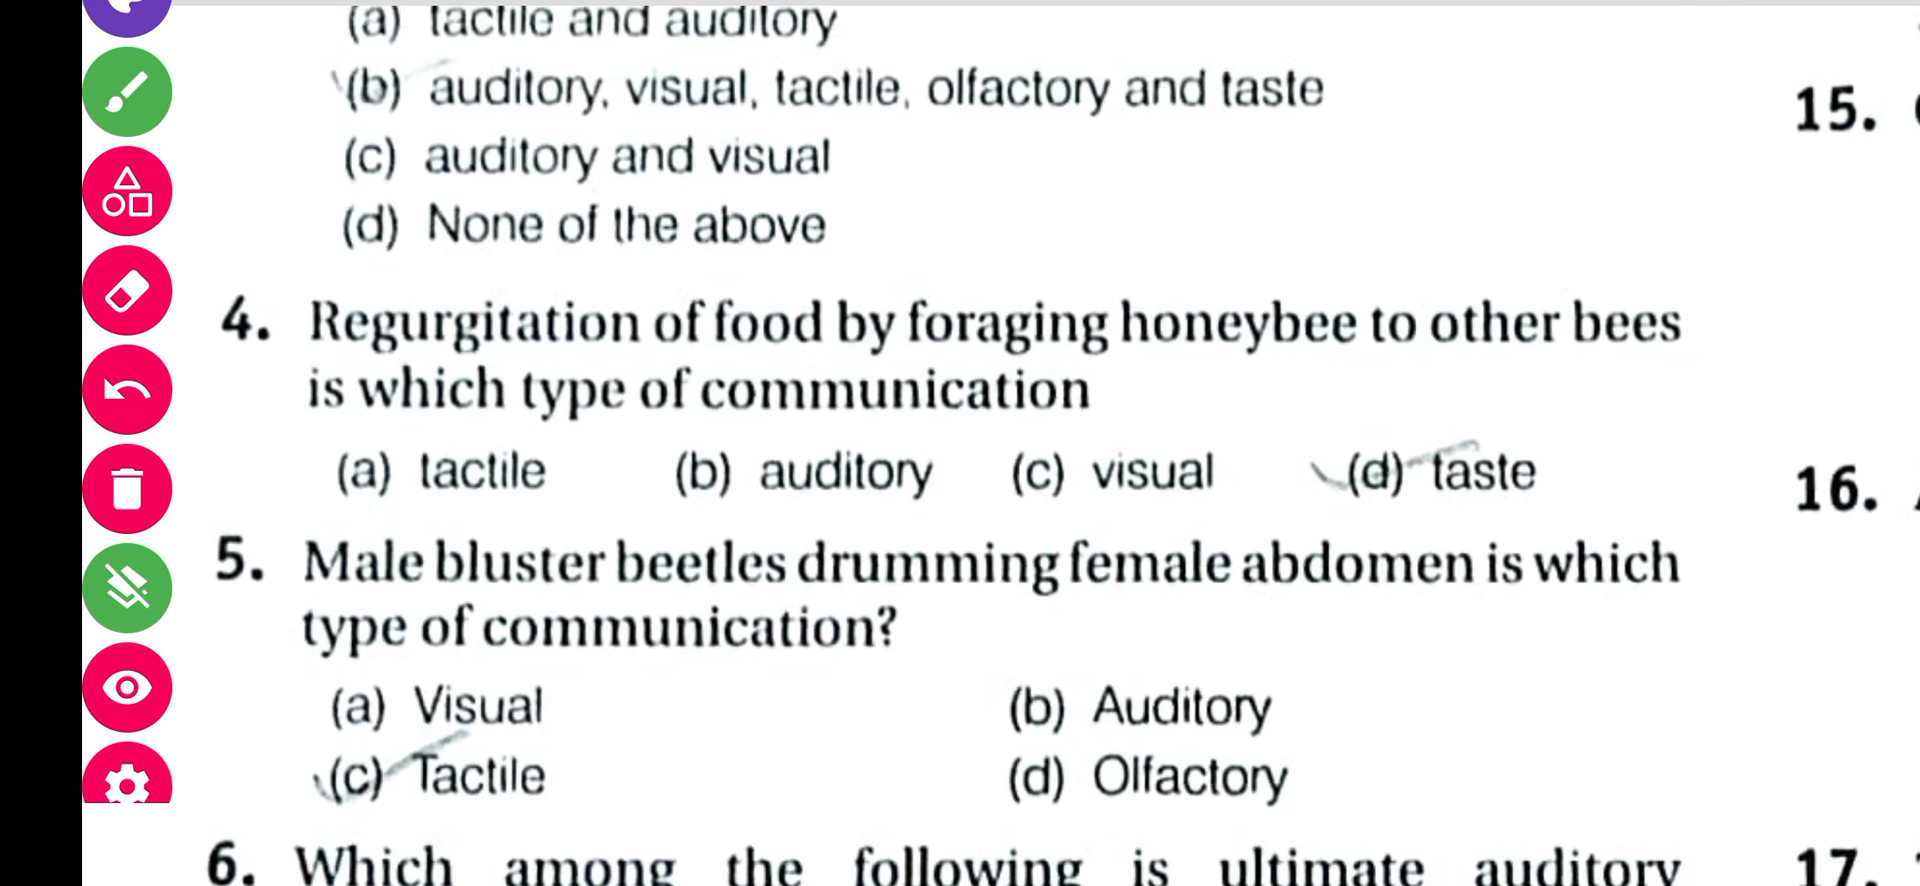 (a) tactile and auditory
(b) auditory, visual, tactile, olfactory and taste
(c) auditory and visual
(d) None of the above
4. Regurgitation of food by foraging honeybee to other bees
is which type of communication
(a) tactile (b) auditory (c) visual (d) taste
5. Male bluster beetles drumming female abdomen is which
type of communication?
(a) Visual (b) Auditory
(c) Tactile (d) Olfactory
6. Which among the following is ultimate auditory
15.
16.
17.